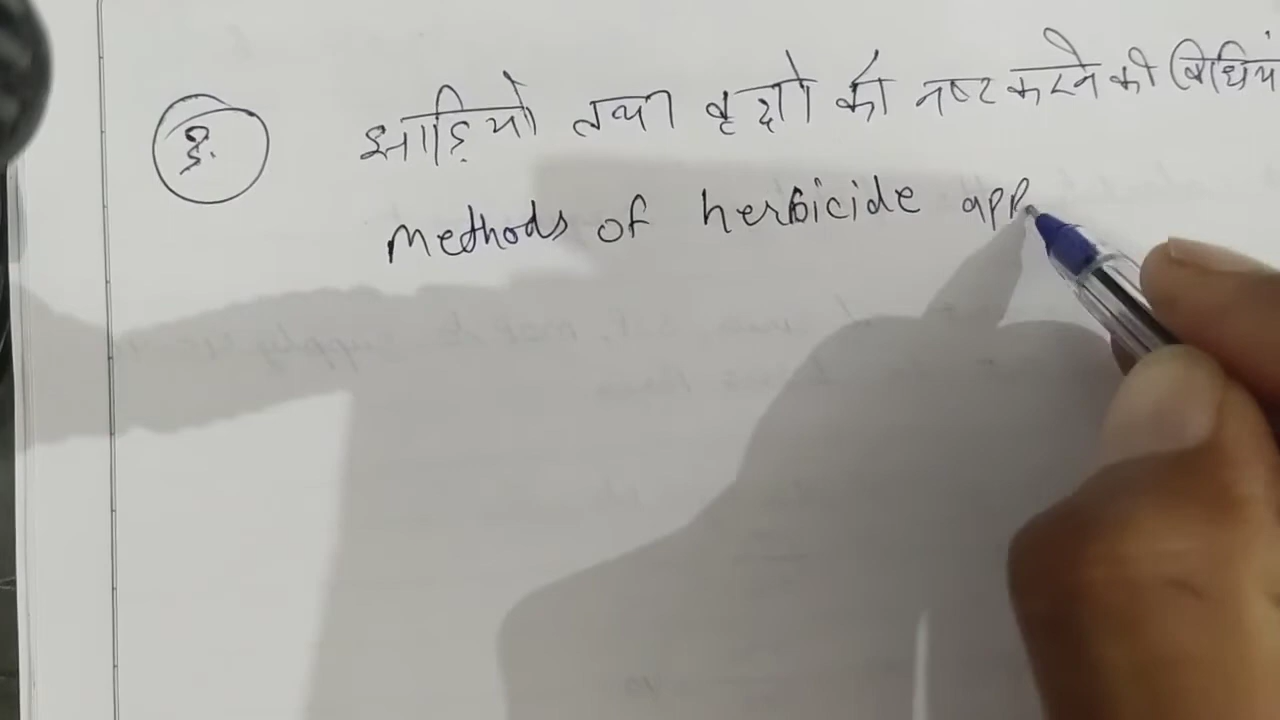 इ.
झाड़ियो तथा वृक्षो को नष्ट करने की विधियां
methods of herbicide app